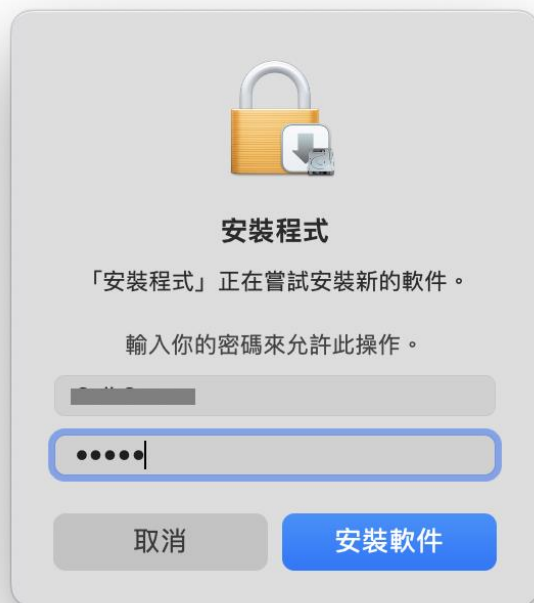 安裝程式
「安裝程式」正在嘗試安裝新的軟件。
輸入你的密碼來允許此操作。
•••••
取消
安裝軟件